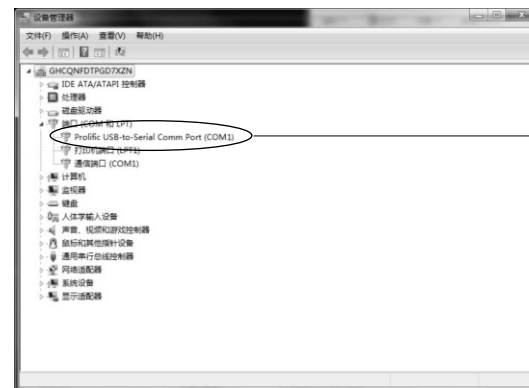 设备管理器
文件(F) 操作(A) 查看(V) 帮助(H)
GHCQNFDTPGD7XZN
IDE ATA/ATAPI 控制器
处理器
磁盘驱动器
端口 (COM 和 LPT)
Prolific USB-to-Serial Comm Port (COM1)
打印机端口 (LPT1)
通信端口 (COM1)
计算机
监视器
键盘
人体学输入设备
声音、视频和游戏控制器
鼠标和其他指针设备
通用串行总线控制器
网络适配器
系统设备
显示适配器